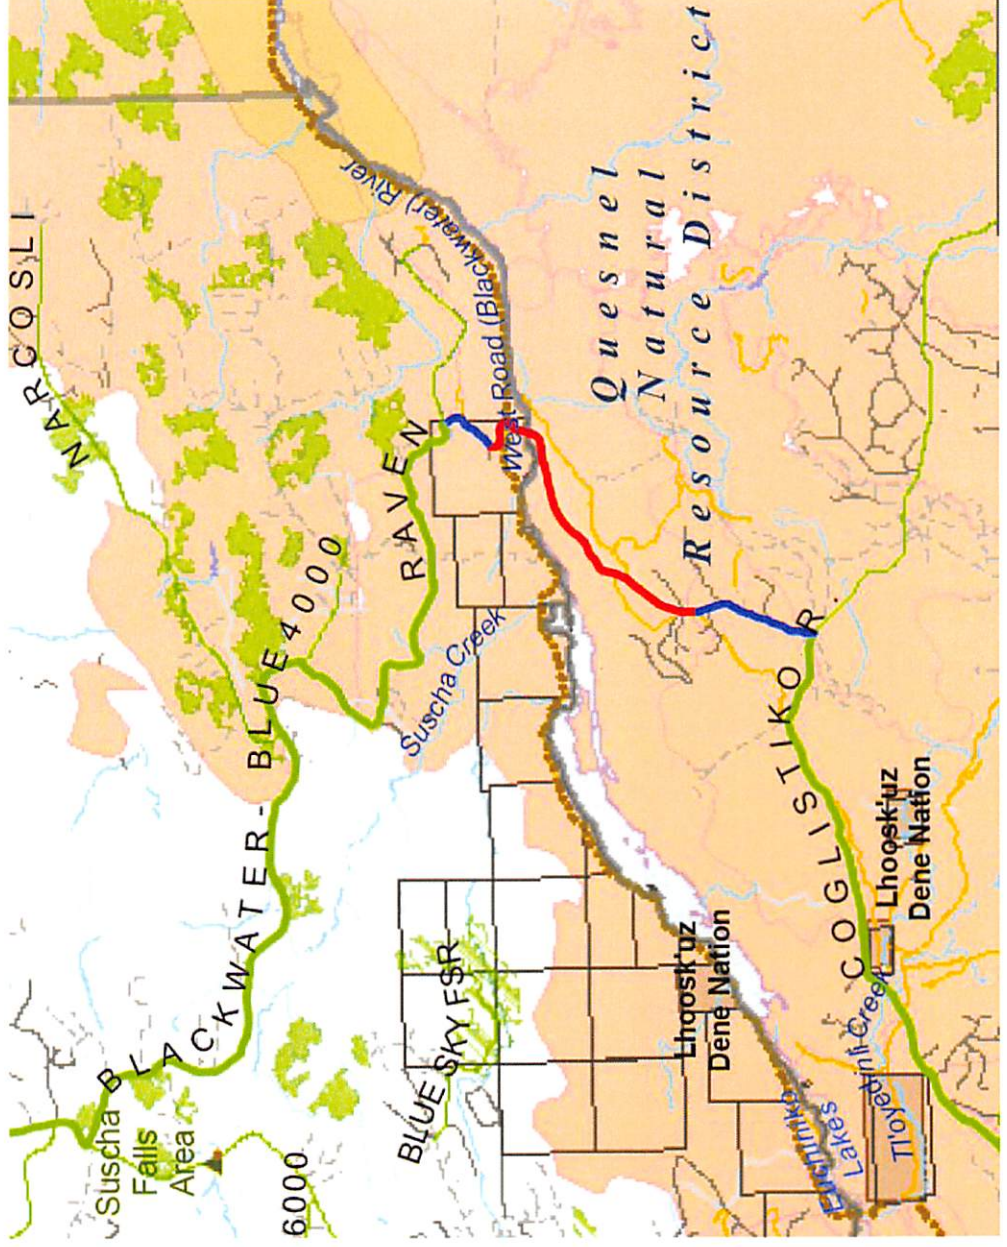 NARCOSLI
West Road (Blackwater) River
Quesnel
Natural
Resource District
RAVEN
4000
BLACKWATER - BLUE
Suscha Creek
COGLISTIKO R.
Lhoosk'uz
Dene Nation
Lhoosk'uz
Dene Nation
BLUE SKY FSR
Suscha
Falls
Area
6000
Euchiniko
Lakes
Tl'oyedinli Creek